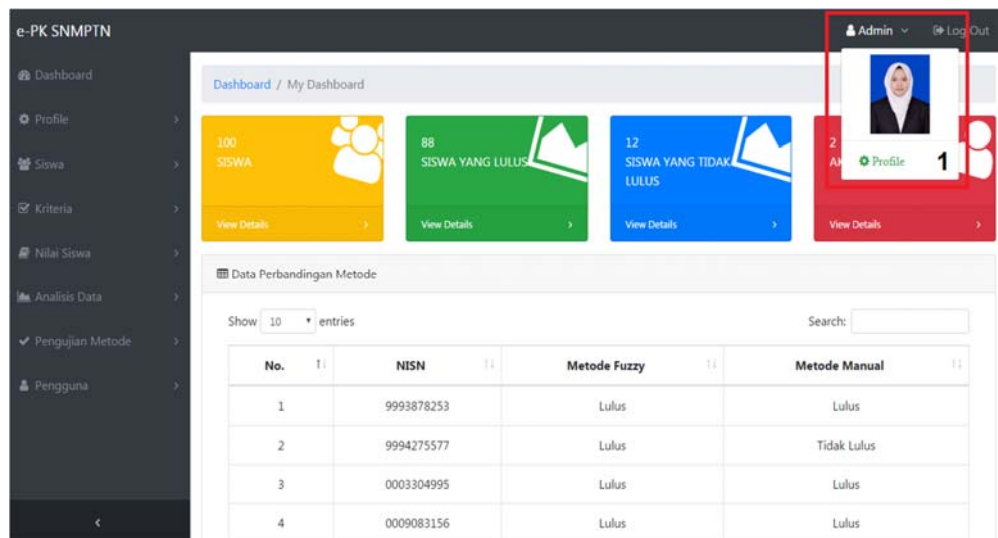 e-PK SNMPTN
Admin
Log Out
Dashboard
Profile
Siswa
Kriteria
Nilai Siswa
Analisis Data
Pengujian Metode
Pengguna
Dashboard / My Dashboard
Profile 1
100
SISWA
View Details
88
SISWA YANG LULUS
View Details
12
SISWA YANG TIDAK
LULUS
View Details
2
View Details
Data Perbandingan Metode
Show 10 entries
Search:
No. NISN Metode Fuzzy Metode Manual
1 9993878253 Lulus Lulus
2 9994275577 Lulus Tidak Lulus
3 0003304995 Lulus Lulus
4 0009083156 Lulus Lulus